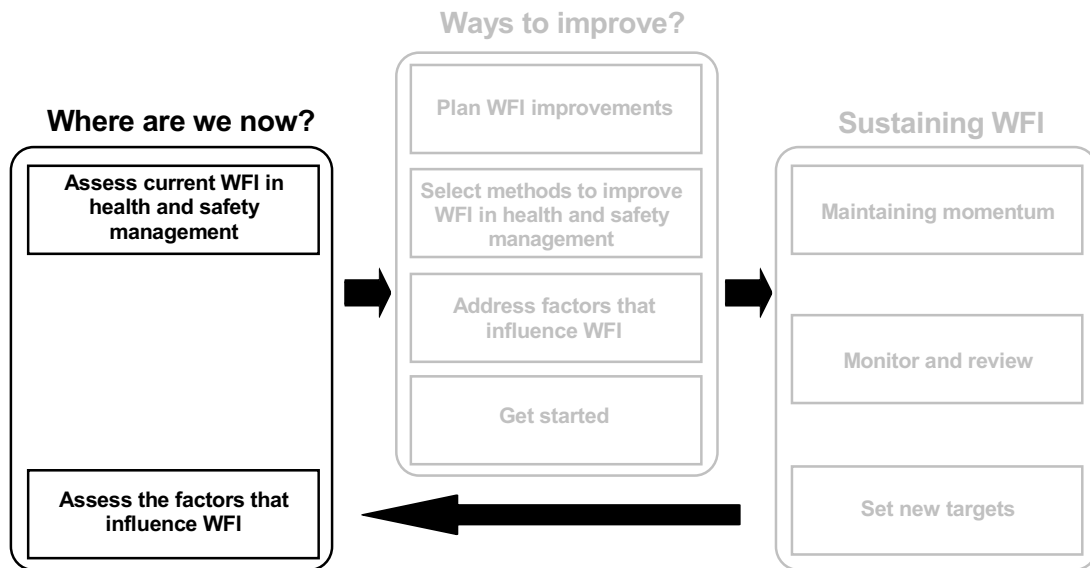 Ways to improve?
Plan WFI improvements
Select methods to improve
WFI in health and safety
management
Address factors that
influence WFI
Get started
Where are we now?
Assess current WFI in
health and safety
management
Assess the factors that
influence WFI
Sustaining WFI
Maintaining momentum
Monitor and review
Set new targets